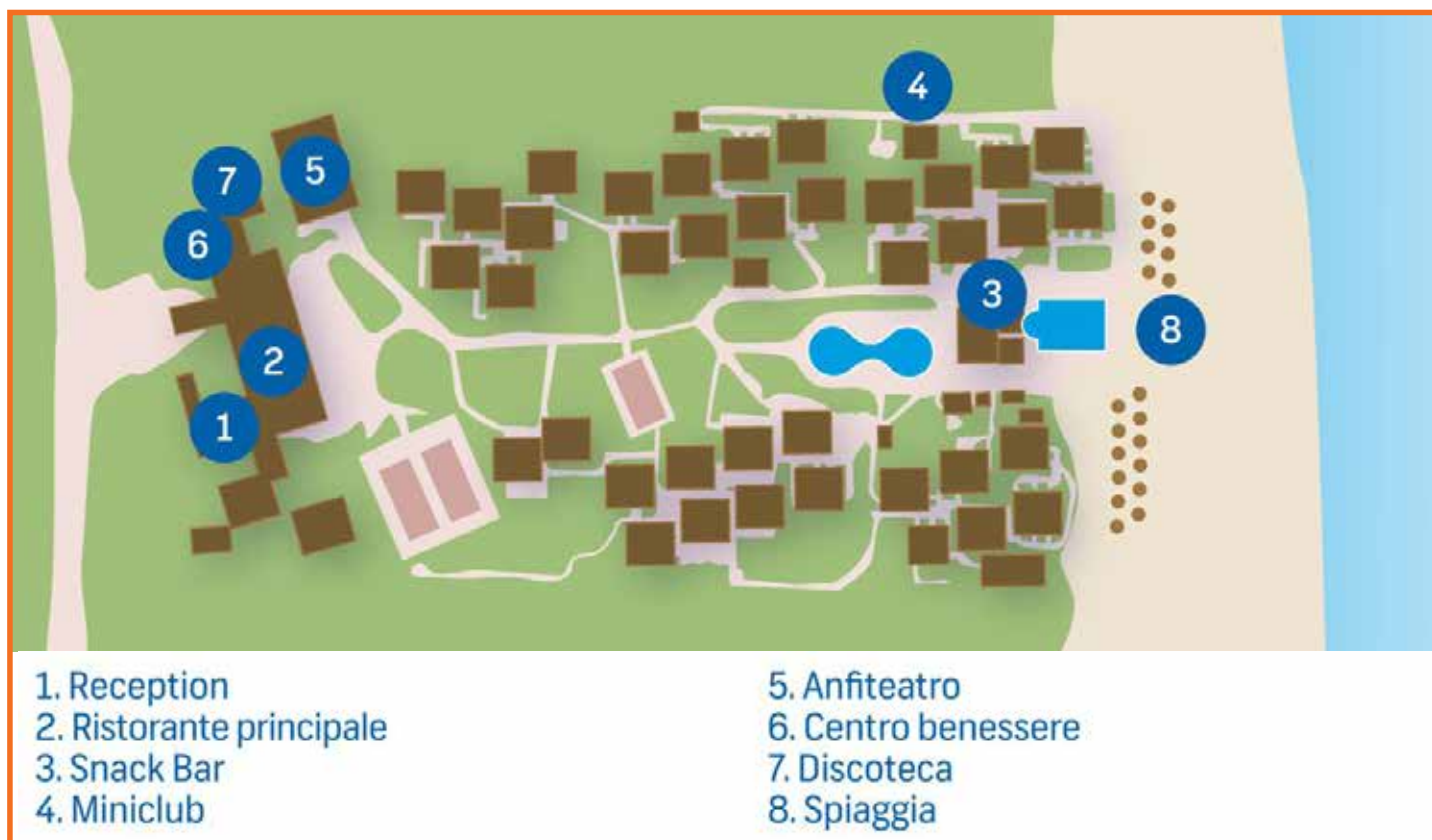 4
7
5
6
3
8
2
1
1. Reception
2. Ristorante principale
3. Snack Bar
4. Miniclub
5. Anfiteatro
6. Centro benessere
7. Discoteca
8. Spiaggia